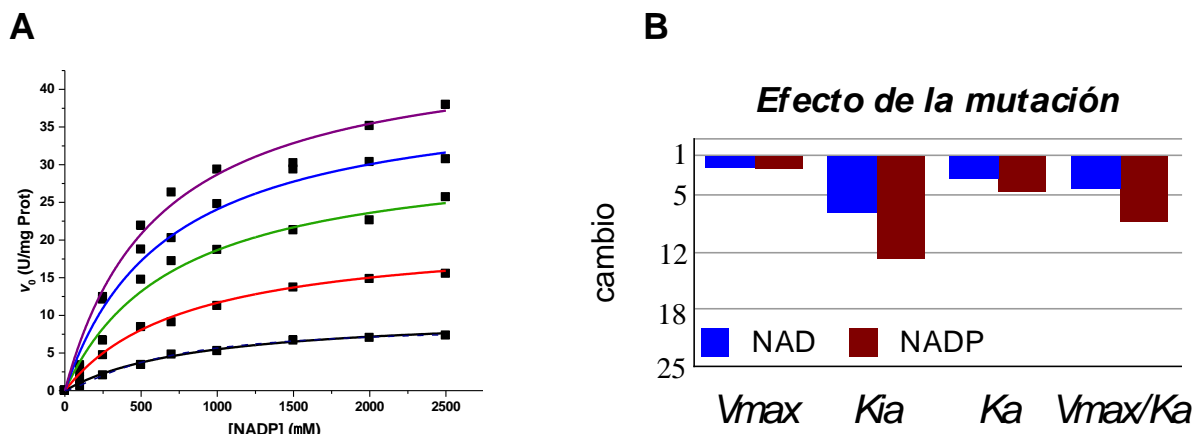 A
B
Efecto de la mutación
v₀ (U/mg Prot)
40
35
30
25
20
15
10
5
0
0 500 1000 1500 2000 2500
[NADP] (mM)
cambio
1
5
12
18
25
NAD NADP
Vmax Kia Ka Vmax/Ka